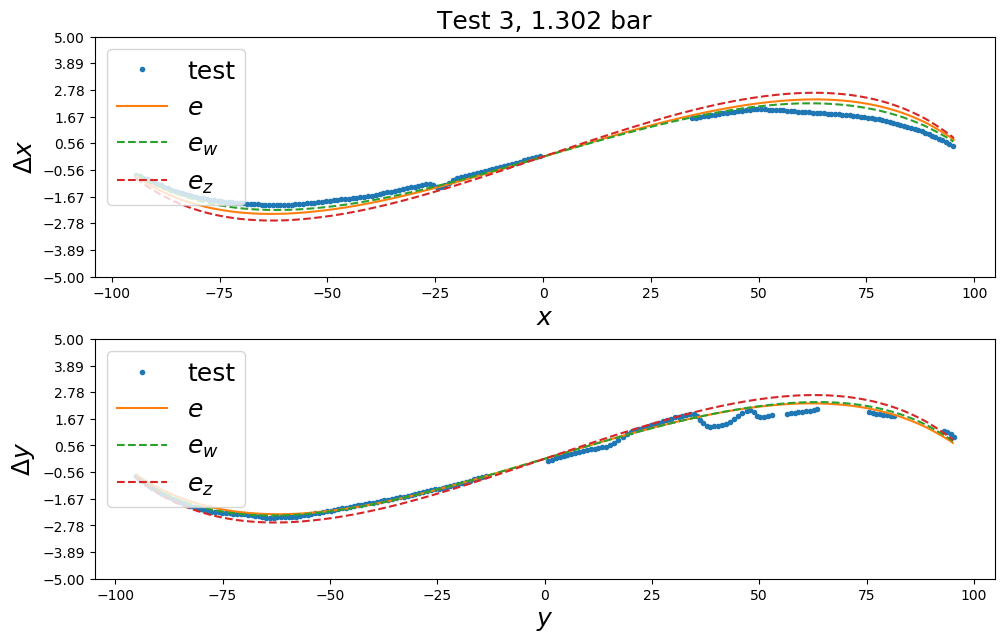 Test 3, 1.302 bar
5.00
3.89
2.78
1.67
0.56
−0.56
−1.67
−2.78
−3.89
−5.00
Δx
test
e
e_w
e_z
−100 −75 −50 −25 0 25 50 75 100
x
5.00
3.89
2.78
1.67
0.56
−0.56
−1.67
−2.78
−3.89
−5.00
Δy
test
e
e_w
e_z
−100 −75 −50 −25 0 25 50 75 100
y